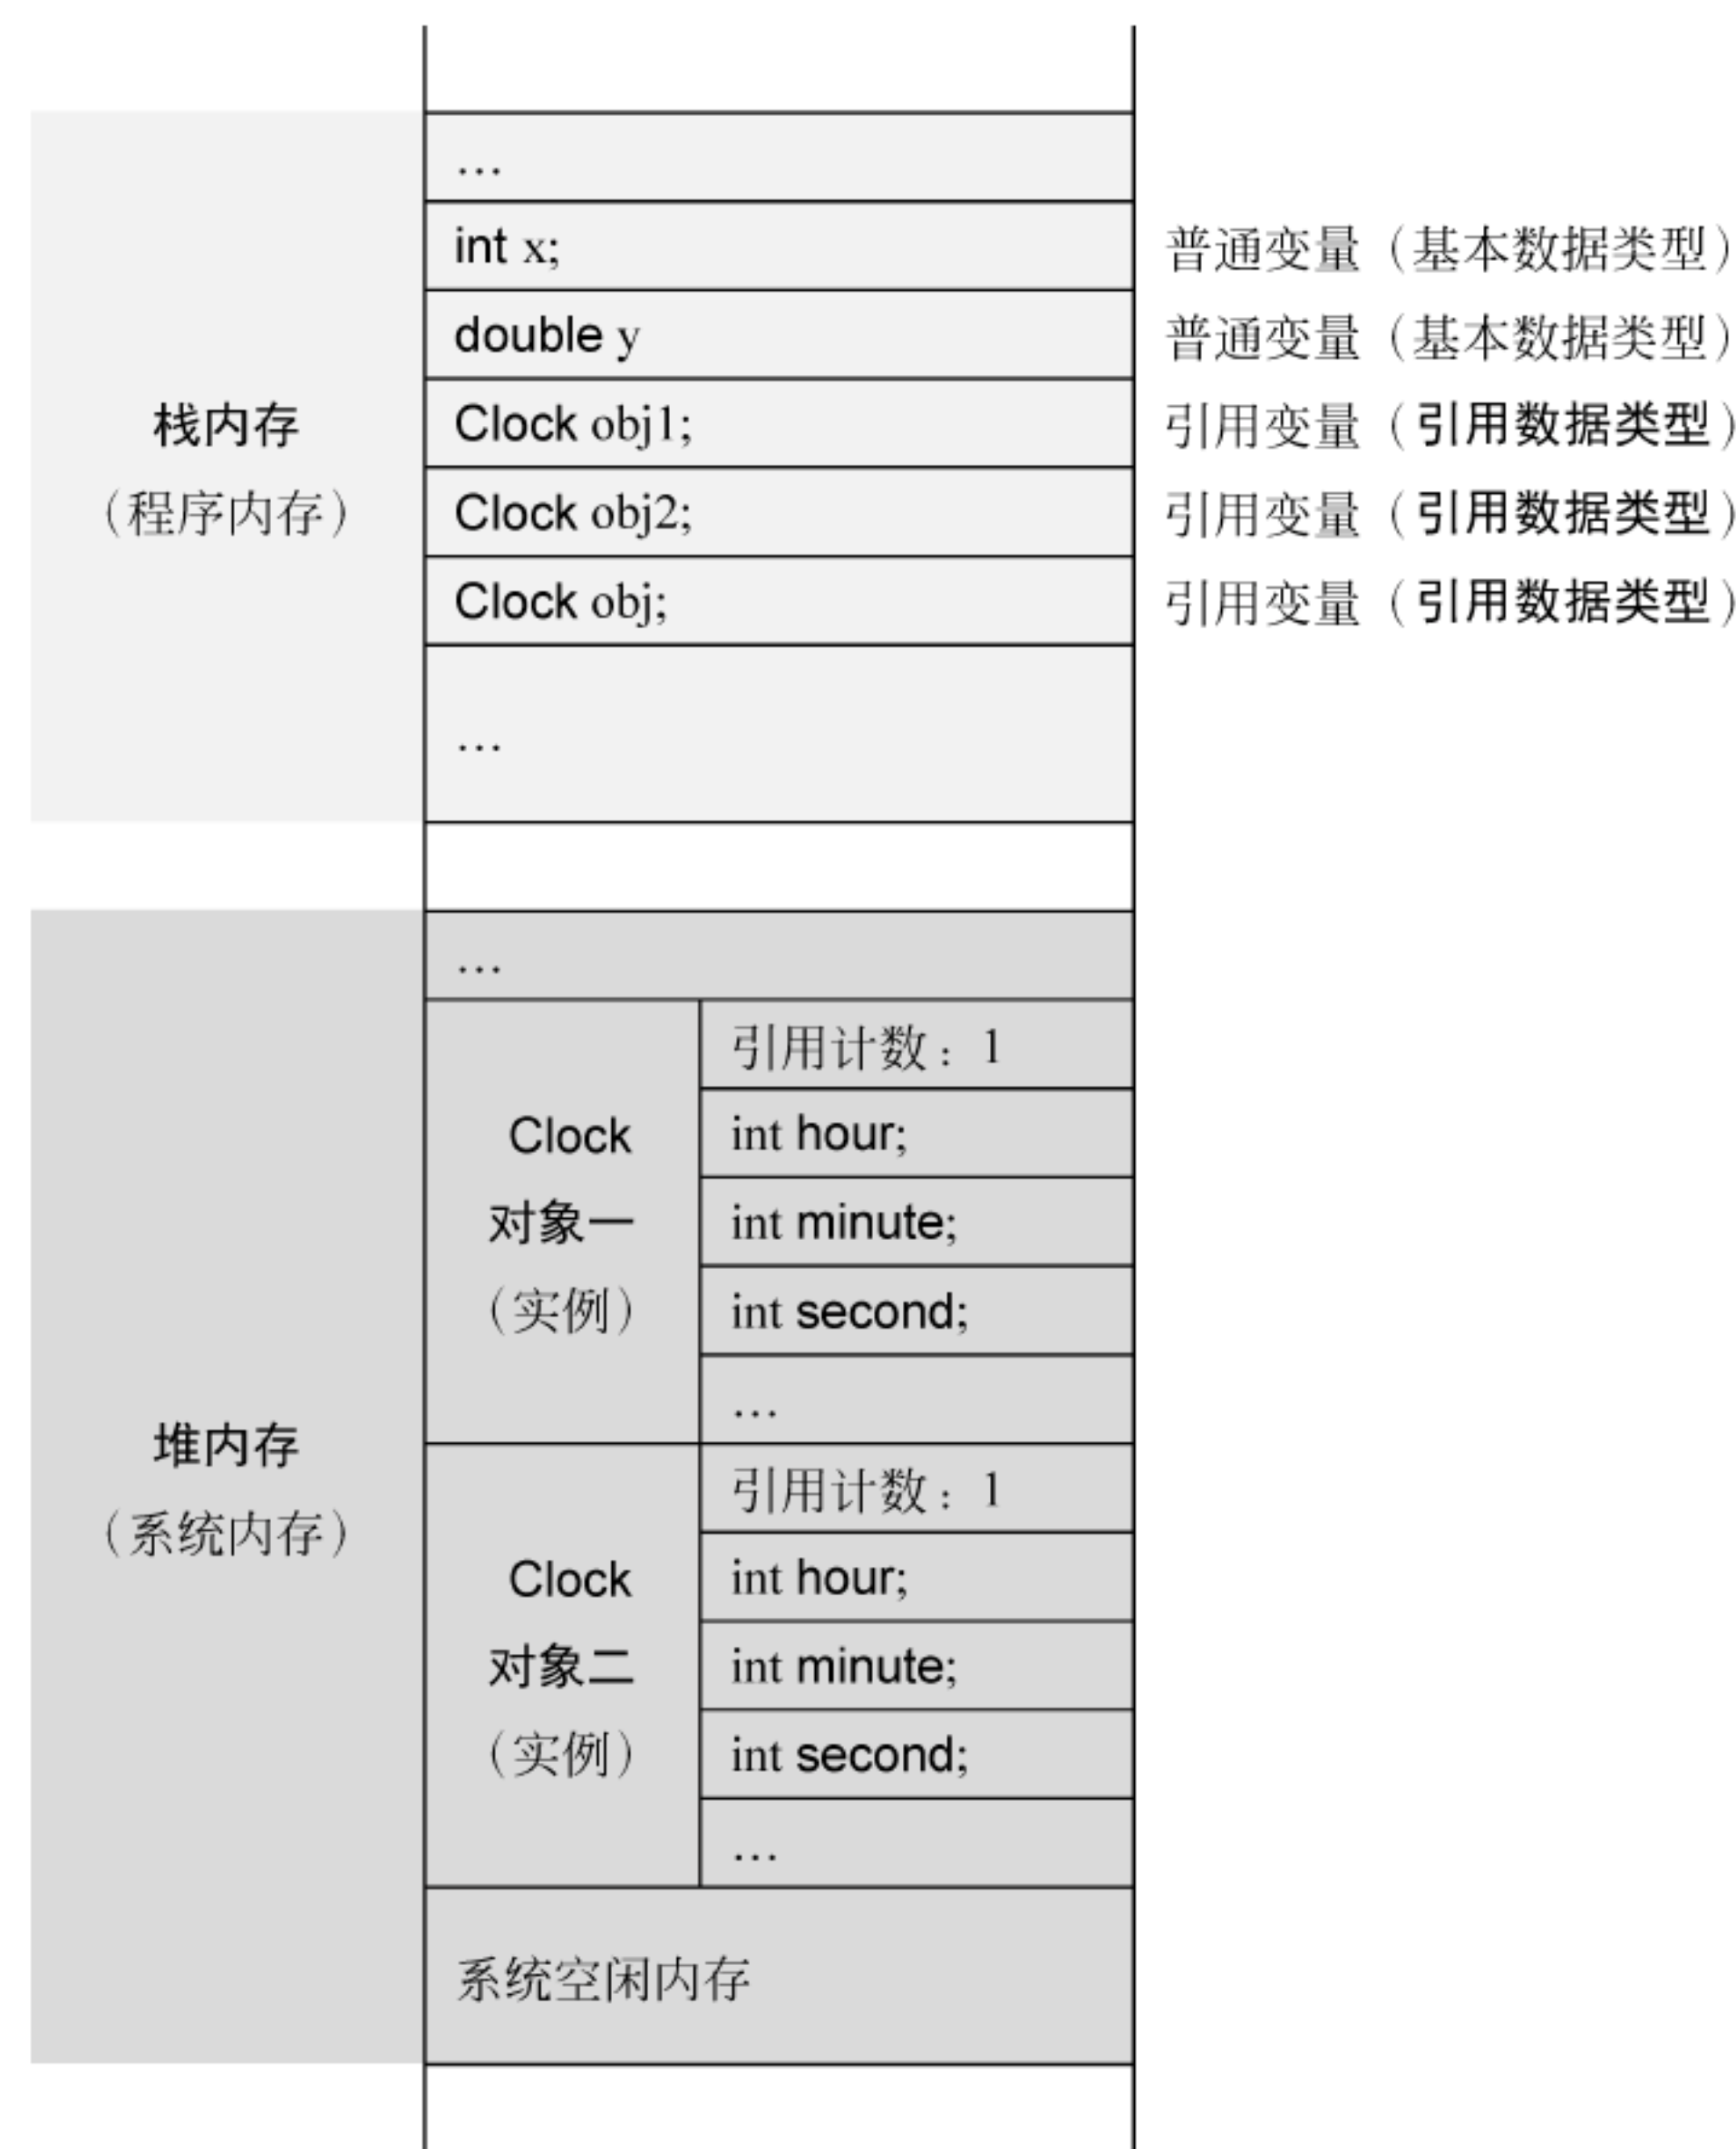 …
int x;
普通变量（基本数据类型）
double y
普通变量（基本数据类型）
栈内存
（程序内存）
Clock obj1;
引用变量（引用数据类型）
Clock obj2;
引用变量（引用数据类型）
Clock obj;
引用变量（引用数据类型）
…
…
堆内存
（系统内存）
Clock
对象一
（实例）
引用计数：1
int hour;
int minute;
int second;
…
Clock
对象二
（实例）
引用计数：1
int hour;
int minute;
int second;
…
系统空闲内存